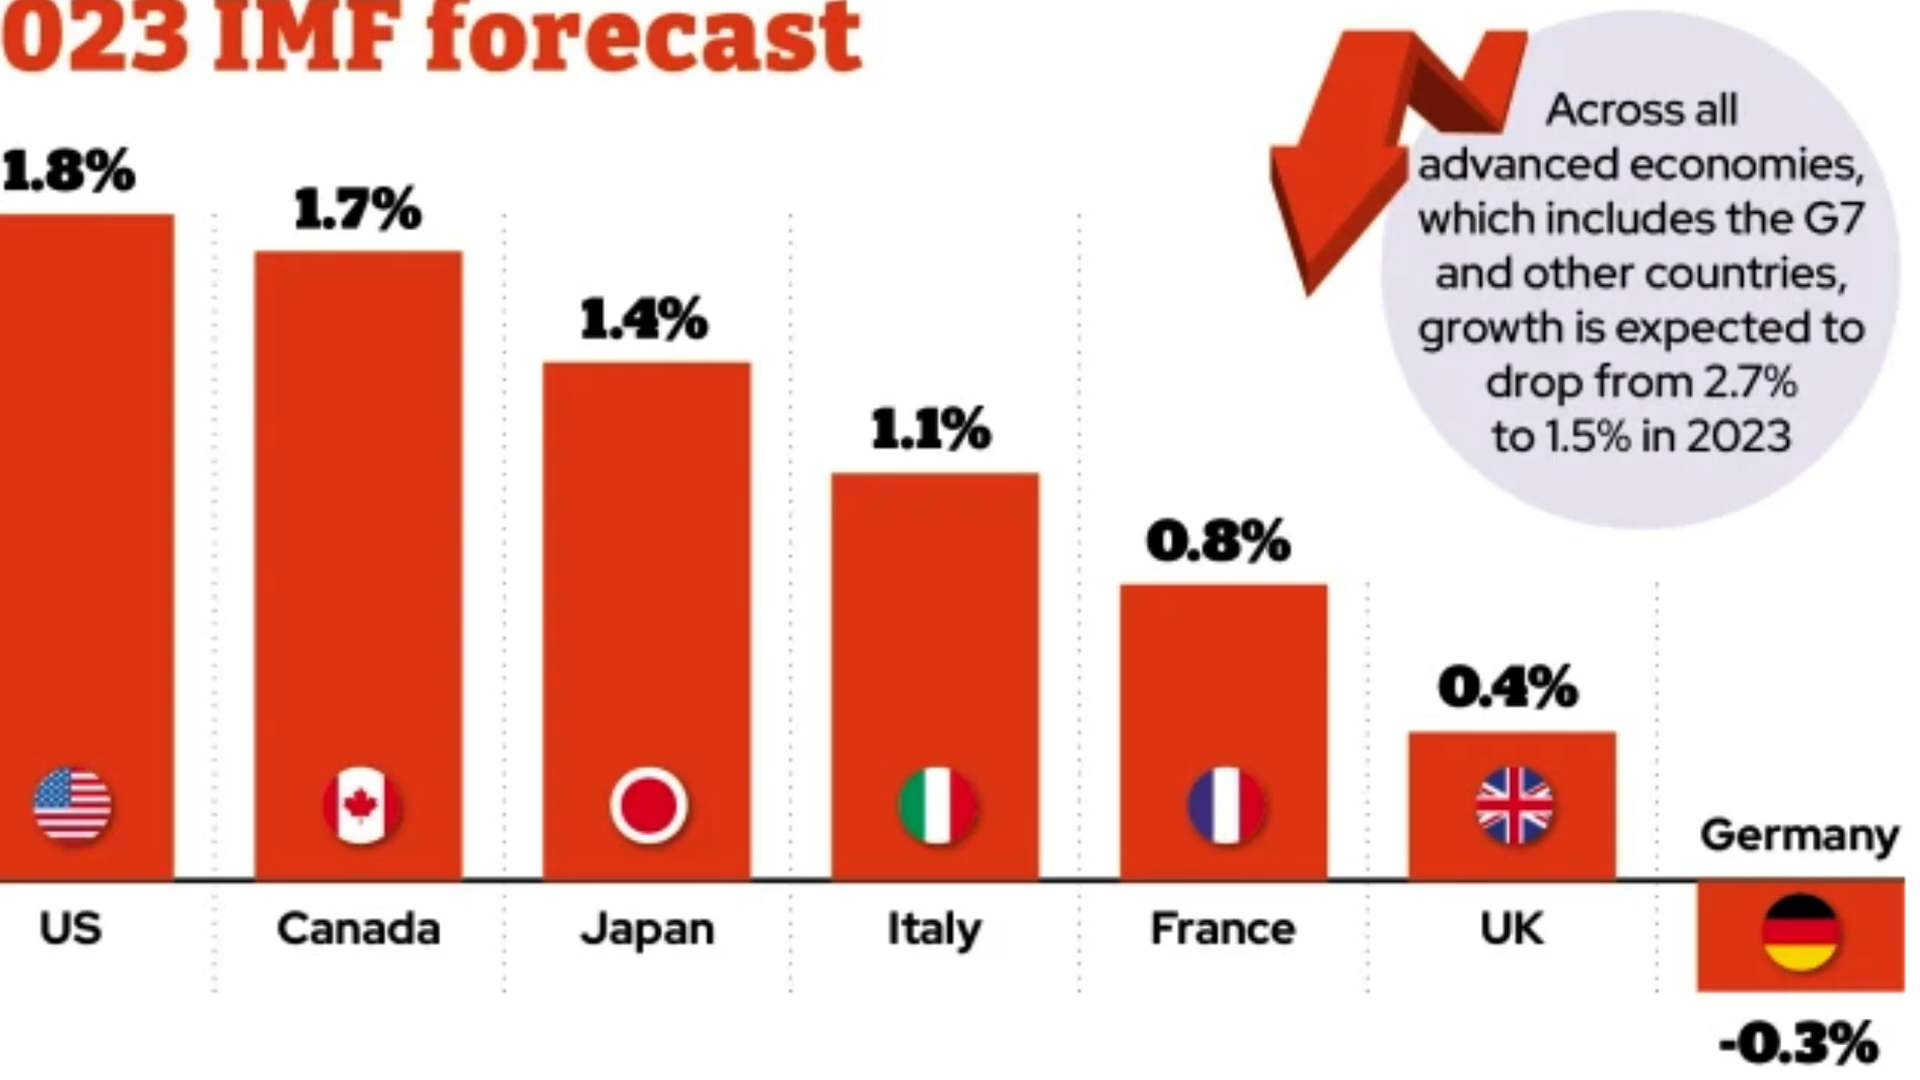 023 IMF forecast
Across all
advanced economies,
which includes the G7
and other countries,
growth is expected to
drop from 2.7%
to 1.5% in 2023
1.8%
1.7%
1.4%
1.1%
0.8%
0.4%
Germany
US
Canada
Japan
Italy
France
UK
-0.3%